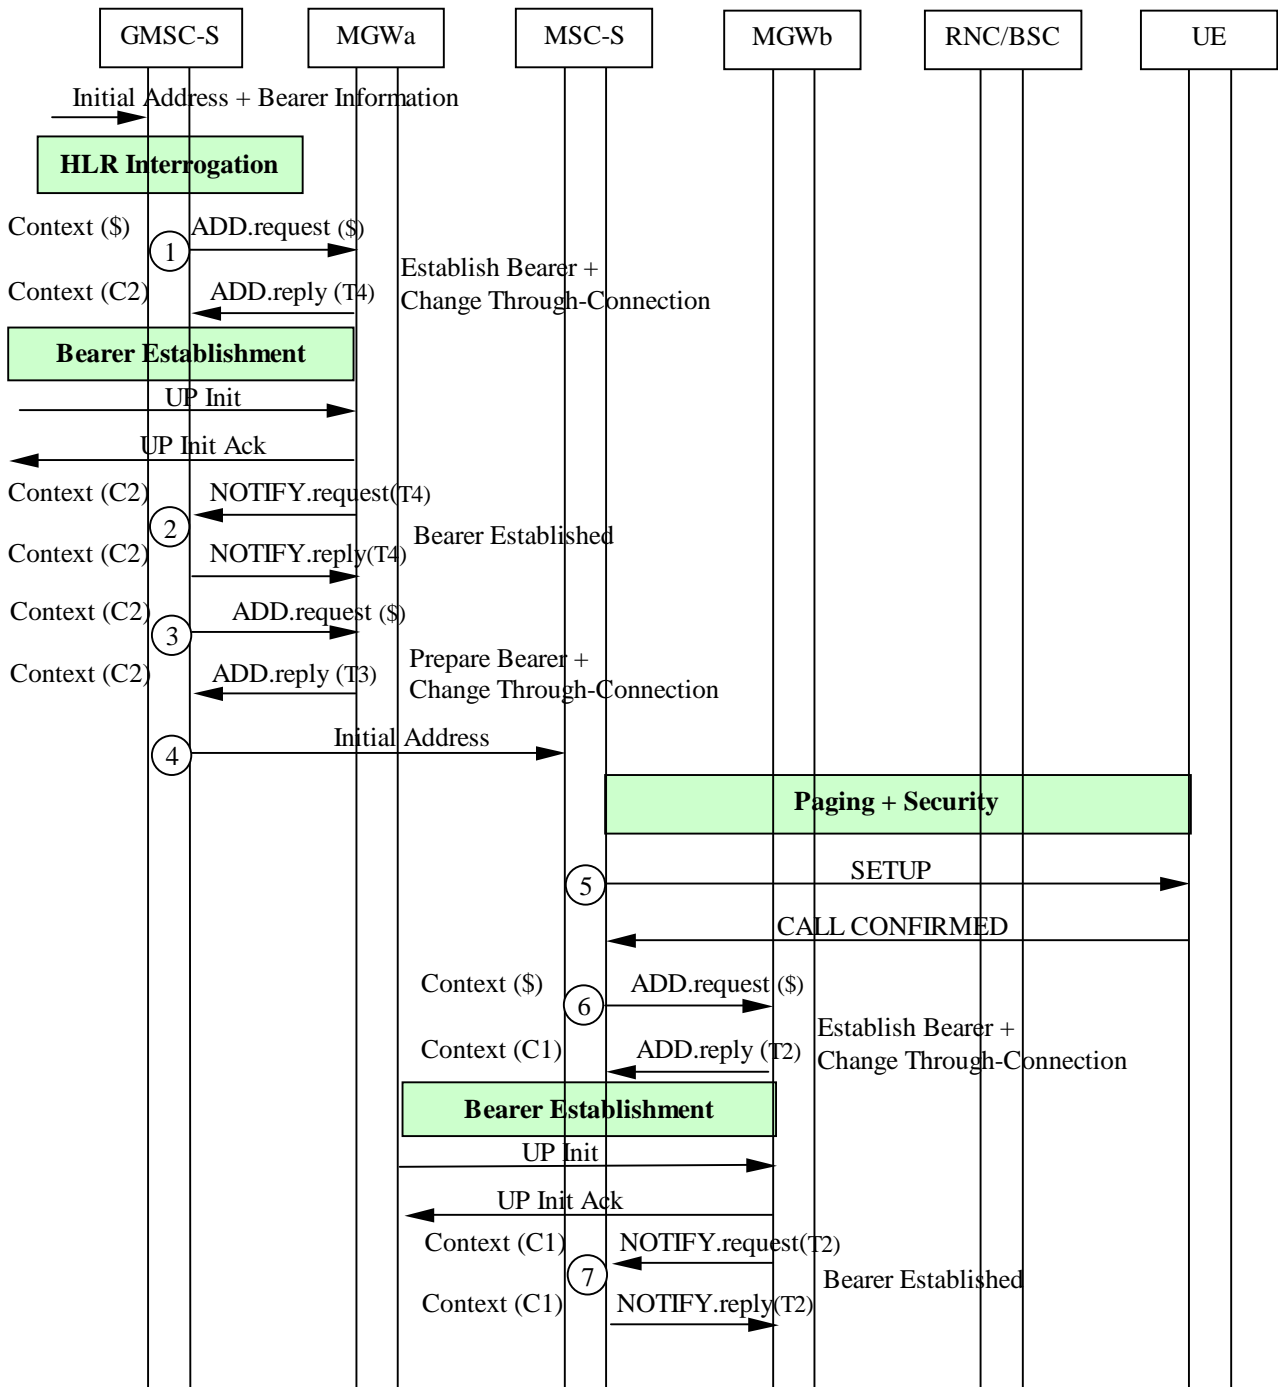 GMSC-S
MGWa
MSC-S
MGWb
RNC/BSC
UE
Initial Address + Bearer Information
HLR Interrogation
Context ($)
ADD.request ($)
1
Establish Bearer +
Change Through-Connection
Context (C2)
ADD.reply (T4)
Bearer Establishment
UP Init
UP Init Ack
Context (C2)
NOTIFY.request(T4)
2
Bearer Established
Context (C2)
NOTIFY.reply(T4)
Context (C2)
ADD.request ($)
3
Prepare Bearer +
Change Through-Connection
Context (C2)
ADD.reply (T3)
Initial Address
4
Paging + Security
SETUP
5
CALL CONFIRMED
Context ($)
ADD.request ($)
6
Establish Bearer +
Change Through-Connection
Context (C1)
ADD.reply (T2)
Bearer Establishment
UP Init
UP Init Ack
Context (C1)
NOTIFY.request(T2)
7
Bearer Established
Context (C1)
NOTIFY.reply(T2)